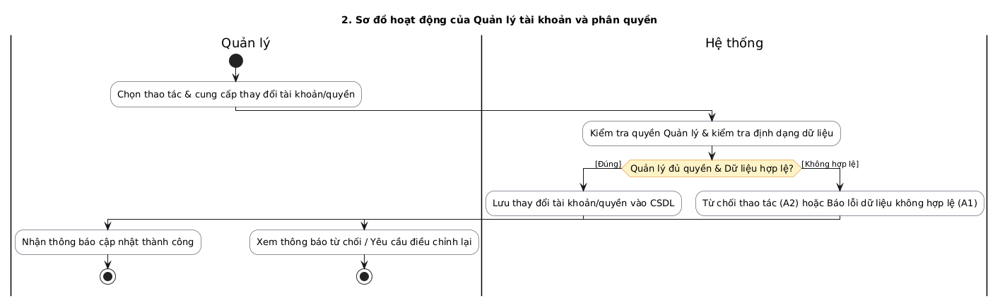 2. Sơ đồ hoạt động của Quản lý tài khoản và phân quyền
Quản lý
Hệ thống
Chọn thao tác & cung cấp thay đổi tài khoản/quyền
Kiểm tra quyền Quản lý & kiểm tra định dạng dữ liệu
[Đúng]
Quản lý đủ quyền & Dữ liệu hợp lệ?
[Không hợp lệ]
Lưu thay đổi tài khoản/quyền vào CSDL
Từ chối thao tác (A2) hoặc Báo lỗi dữ liệu không hợp lệ (A1)
Nhận thông báo cập nhật thành công
Xem thông báo từ chối / Yêu cầu điều chỉnh lại